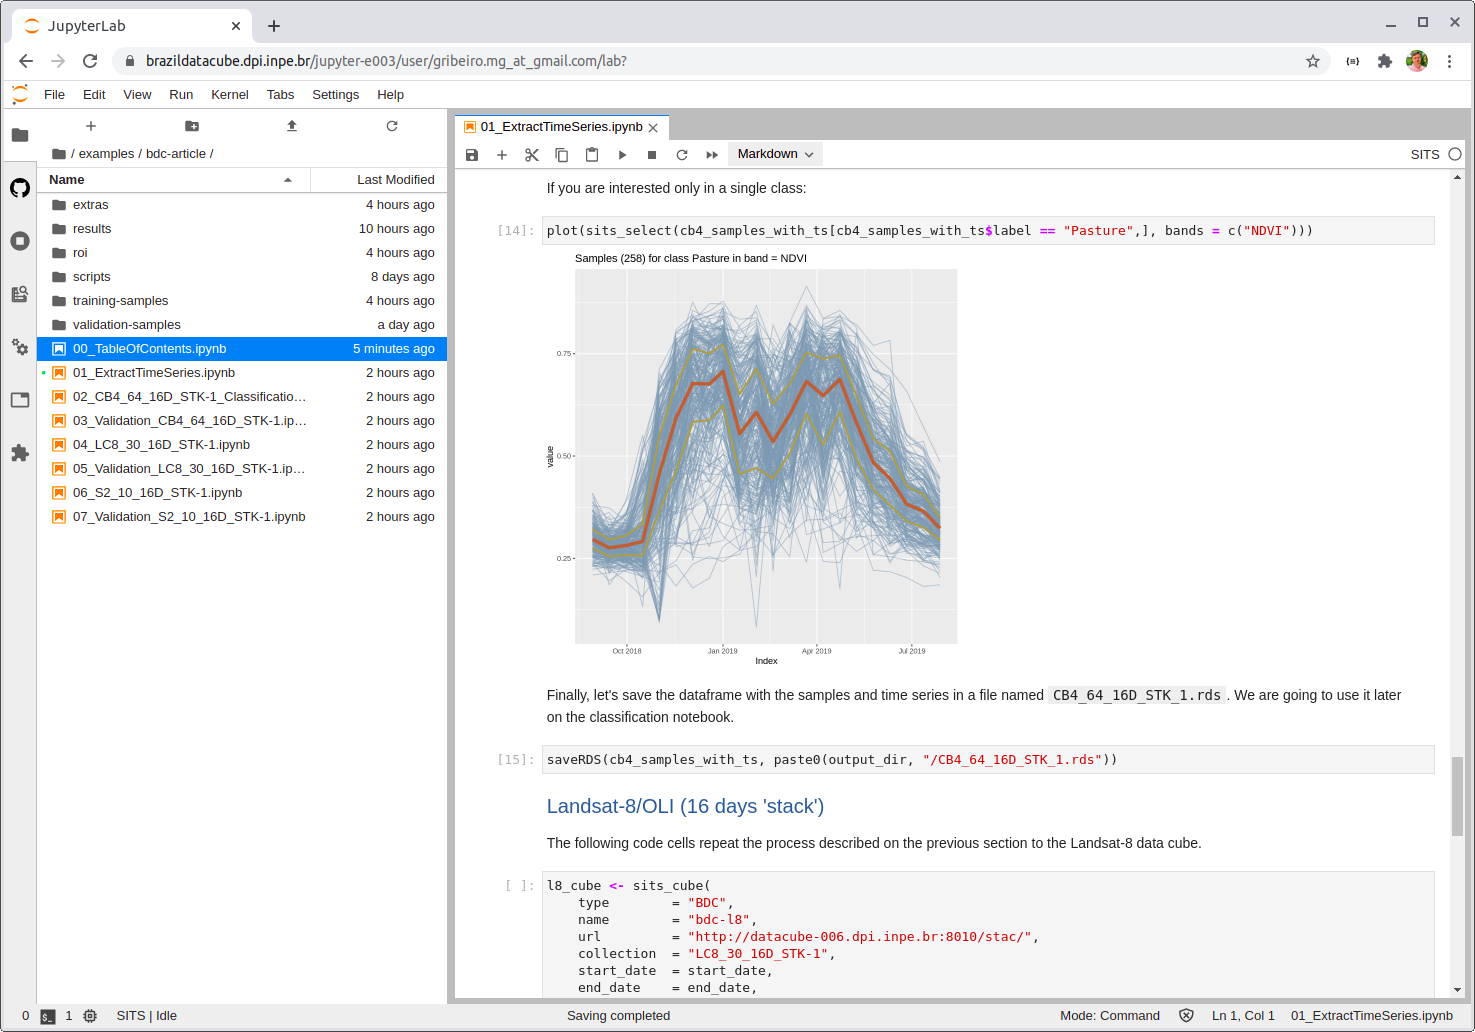 JupyterLab
brazildatacube.dpi.inpe.br/jupyter-e003/user/gribeiro.mg_at_gmail.com/lab?
File Edit View Run Kernel Tabs Settings Help
/ examples / bdc-article /
Name Last Modified
extras 4 hours ago
results 10 hours ago
roi 4 hours ago
scripts 8 days ago
training-samples 4 hours ago
validation-samples a day ago
00_TableOfContents.ipynb 5 minutes ago
01_ExtractTimeSeries.ipynb 2 hours ago
02_CB4_64_16D_STK-1_Classificatio... 2 hours ago
03_Validation_CB4_64_16D_STK-1.ip... 2 hours ago
04_LC8_30_16D_STK-1.ipynb 2 hours ago
05_Validation_LC8_30_16D_STK-1.ip... 2 hours ago
06_S2_10_16D_STK-1.ipynb 2 hours ago
07_Validation_S2_10_16D_STK-1.ipynb 2 hours ago
01_ExtractTimeSeries.ipynb
Markdown
SITS
If you are interested only in a single class:
[14]: plot(sits_select(cb4_samples_with_ts[cb4_samples_with_ts$label == "Pasture",], bands = c("NDVI")))
Samples (258) for class Pasture in band = NDVI
0.75
0.50
0.25
value
Oct 2018 Jan 2019 Apr 2019 Jul 2019
Index
Finally, let's save the dataframe with the samples and time series in a file named CB4_64_16D_STK_1.rds. We are going to use it later
on the classification notebook.
[15]: saveRDS(cb4_samples_with_ts, paste0(output_dir, "/CB4_64_16D_STK_1.rds"))
Landsat-8/OLI (16 days 'stack')
The following code cells repeat the process described on the previous section to the Landsat-8 data cube.
[ ]: l8_cube <- sits_cube(
type = "BDC",
name = "bdc-l8",
url = "http://datacube-006.dpi.inpe.br:8010/stac/",
collection = "LC8_30_16D_STK-1",
start_date = start_date,
end_date = end_date,
0 $_ 1 SITS | Idle Saving completed Mode: Command Ln 1, Col 1 01_ExtractTimeSeries.ipynb